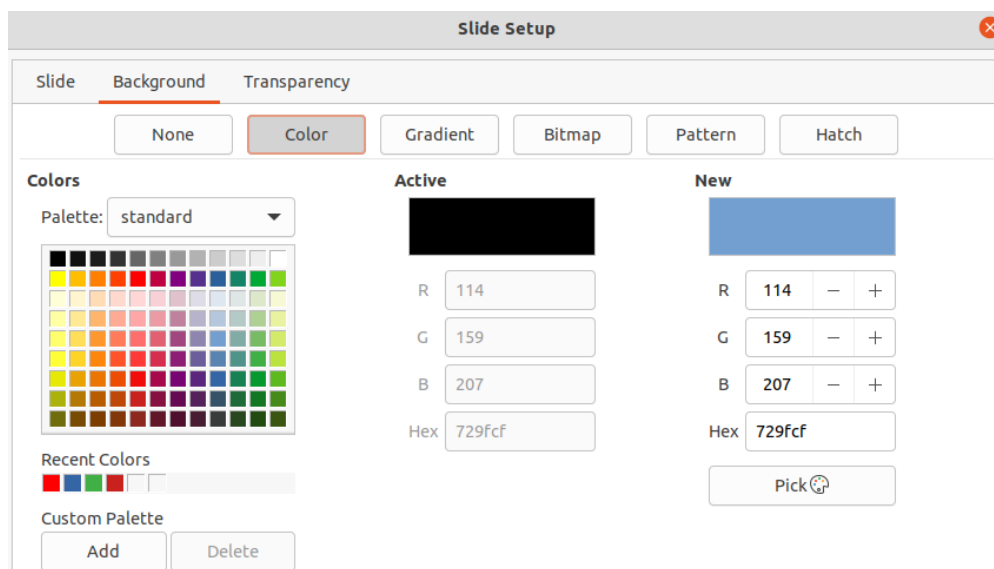 Slide Setup
Slide Background Transparency
None Color Gradient Bitmap Pattern Hatch
Colors Active New
Palette: standard
R 114 R 114 − +
G 159 G 159 − +
B 207 B 207 − +
Hex 729fcf Hex 729fcf
Recent Colors
Pick
Custom Palette
Add Delete